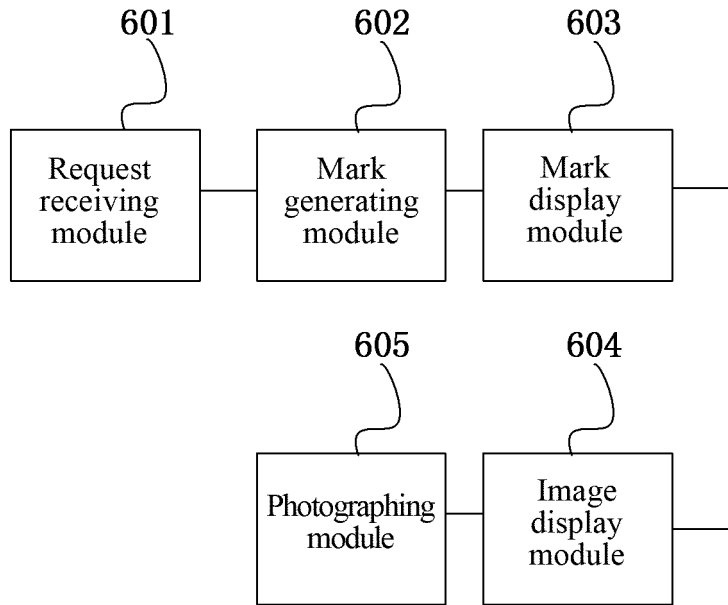 601
602
603
Request
receiving
module
Mark
generating
module
Mark
display
module
605
604
Photographing
module
Image
display
module